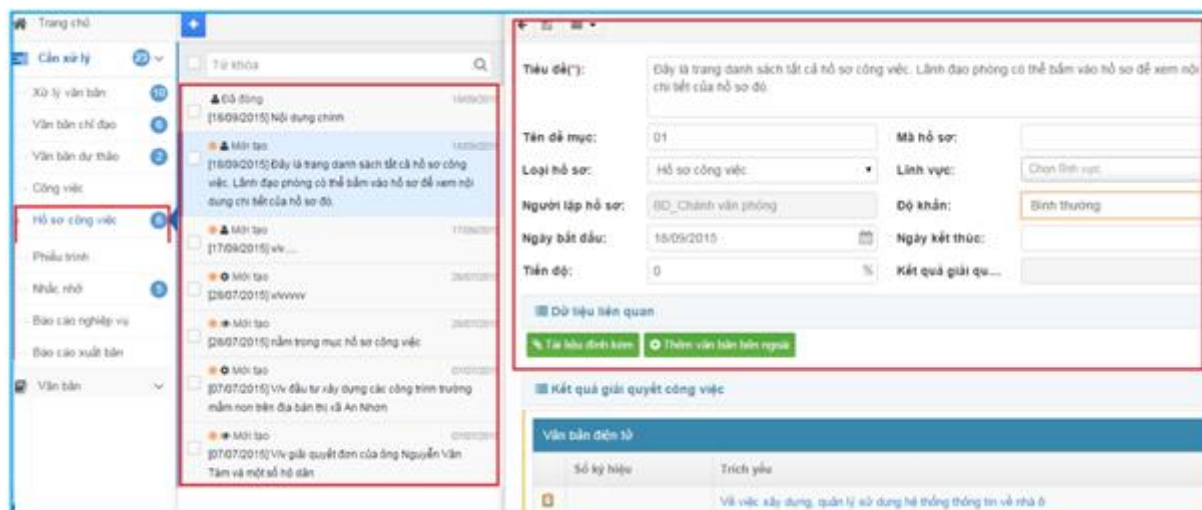 Trang chủ
Cần xử lý
Xử lý văn bản
10
Văn bản chỉ đạo
Văn bản dự thảo
2
Công việc
Hồ sơ công việc
Phiếu trình
Nhắc nhở
Báo cáo nghiệp vụ
Báo cáo xuất bản
Văn bản
Từ khóa
Đã đóng
[16/09/2015] Nội dung chính
Mới tạo
[18/09/2015] Đây là trang danh sách tất cả hồ sơ công
việc. Lãnh đạo phòng có thể bấm vào hồ sơ để xem nội
dung chi tiết của hồ sơ đó.
Mới tạo
[17/09/2015] v/v ....
Mới tạo
[28/07/2015] vvvvvv
Mới tạo
[28/07/2015] nằm trong mục hồ sơ công việc
Mới tạo
[07/07/2015] V/v đầu tư xây dựng các công trình trường
mầm non trên địa bàn thị xã An Nhơn
Mới tạo
[07/07/2015] V/v giải quyết đơn của ông Nguyễn Văn
Tám và một số hộ dân
Tiêu đề(*):
Đây là trang danh sách tất cả hồ sơ công việc. Lãnh đạo phòng có thể bấm vào hồ sơ để xem nội
chi tiết của hồ sơ đó.
Tên đề mục:
01
Mã hồ sơ:
Loại hồ sơ:
Hồ sơ công việc
Lĩnh vực:
Chọn lĩnh vực
Người lập hồ sơ:
BD_Chánh văn phòng
Độ khẩn:
Bình thường
Ngày bắt đầu:
18/09/2015
Ngày kết thúc:
Tiến độ:
0
%
Kết quả giải qu...
Dữ liệu liên quan
Tài liệu đính kèm
Thêm văn bản bên ngoài
Kết quả giải quyết công việc
Văn bản điện tử
Số ký hiệu
Trích yếu
Về việc xây dựng, quản lý sử dụng hệ thống thông tin về nhà ở